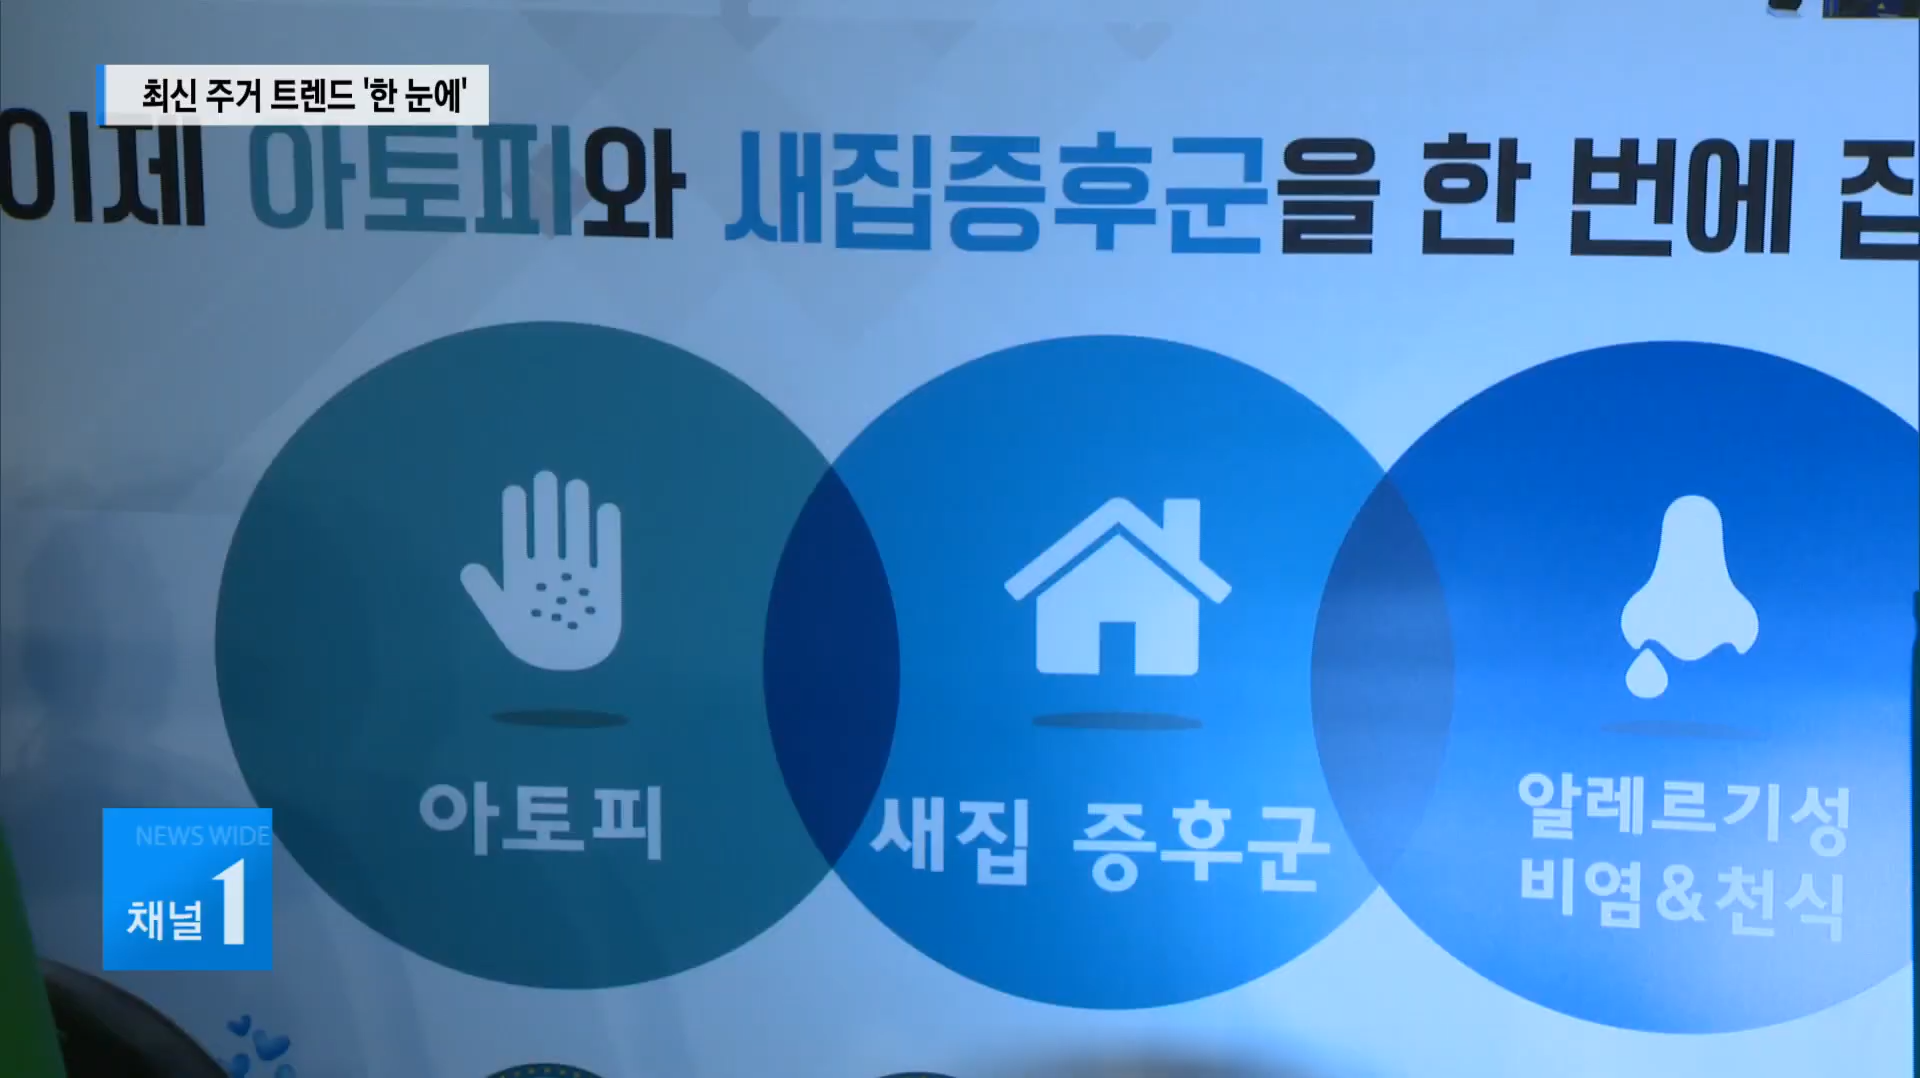 최신 주거 트렌드 '한 눈에'
이제 아토피와 새집증후군을 한 번에 집
아토피
새집 증후군
알레르기성
비염&천식
NEWS WIDE
채널 1